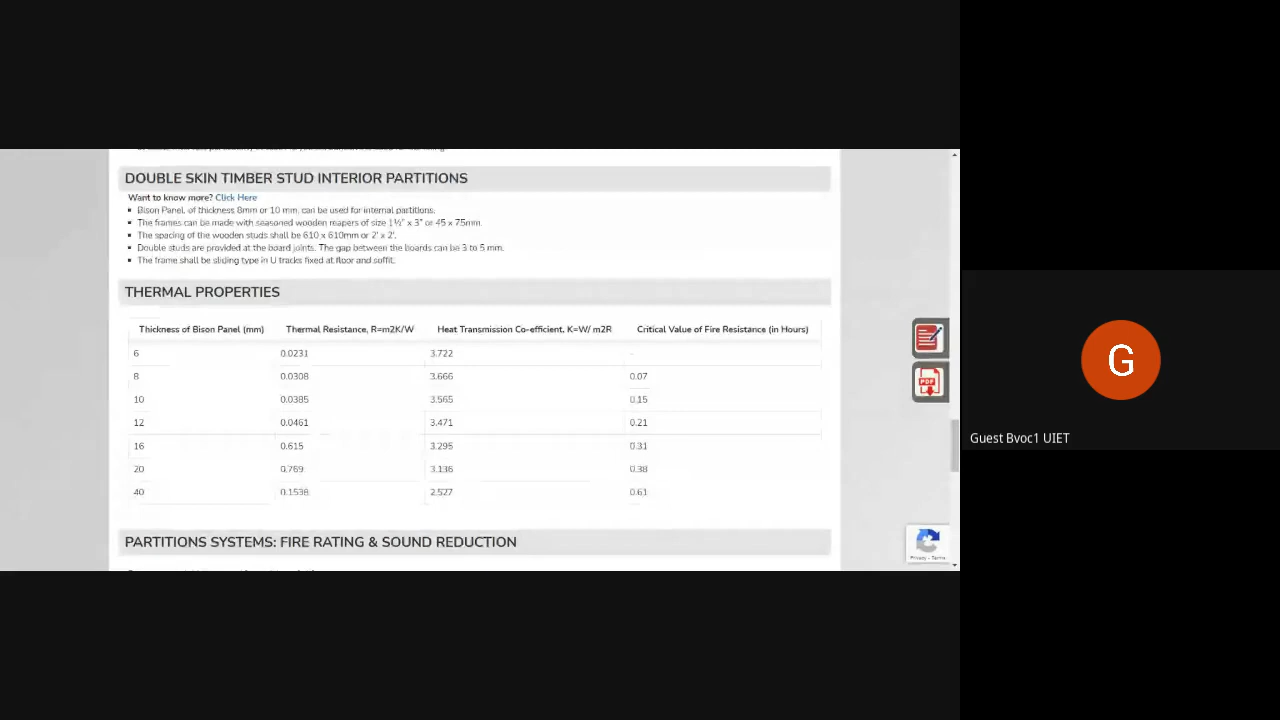 DOUBLE SKIN TIMBER STUD INTERIOR PARTITIONS
Want to know more? Click Here
▪ Bison Panel, of thickness 8mm or 10 mm, can be used for internal partitions.
▪ The frames can be made with seasoned wooden reapers of size 1½" x 3" or 45 x 75mm.
▪ The spacing of the wooden studs shall be 610 x 610mm or 2' x 2'.
▪ Double studs are provided at the board joints. The gap between the boards can be 3 to 5 mm.
▪ The frame shall be sliding type in U tracks fixed at floor and soffit.
THERMAL PROPERTIES
Thickness of Bison Panel (mm) Thermal Resistance, R=m2K/W Heat Transmission Co-efficient, K=W/ m2R Critical Value of Fire Resistance (in Hours)
6 0.0231 3.722 -
8 0.0308 3.666 0.07
10 0.0385 3.565 0.15
12 0.0461 3.471 0.21
16 0.615 3.295 0.31
20 0.769 3.136 0.38
40 0.1538 2.527 0.61
PARTITIONS SYSTEMS: FIRE RATING & SOUND REDUCTION
PDF
Privacy - Terms
G
Guest Bvoc1 UIET